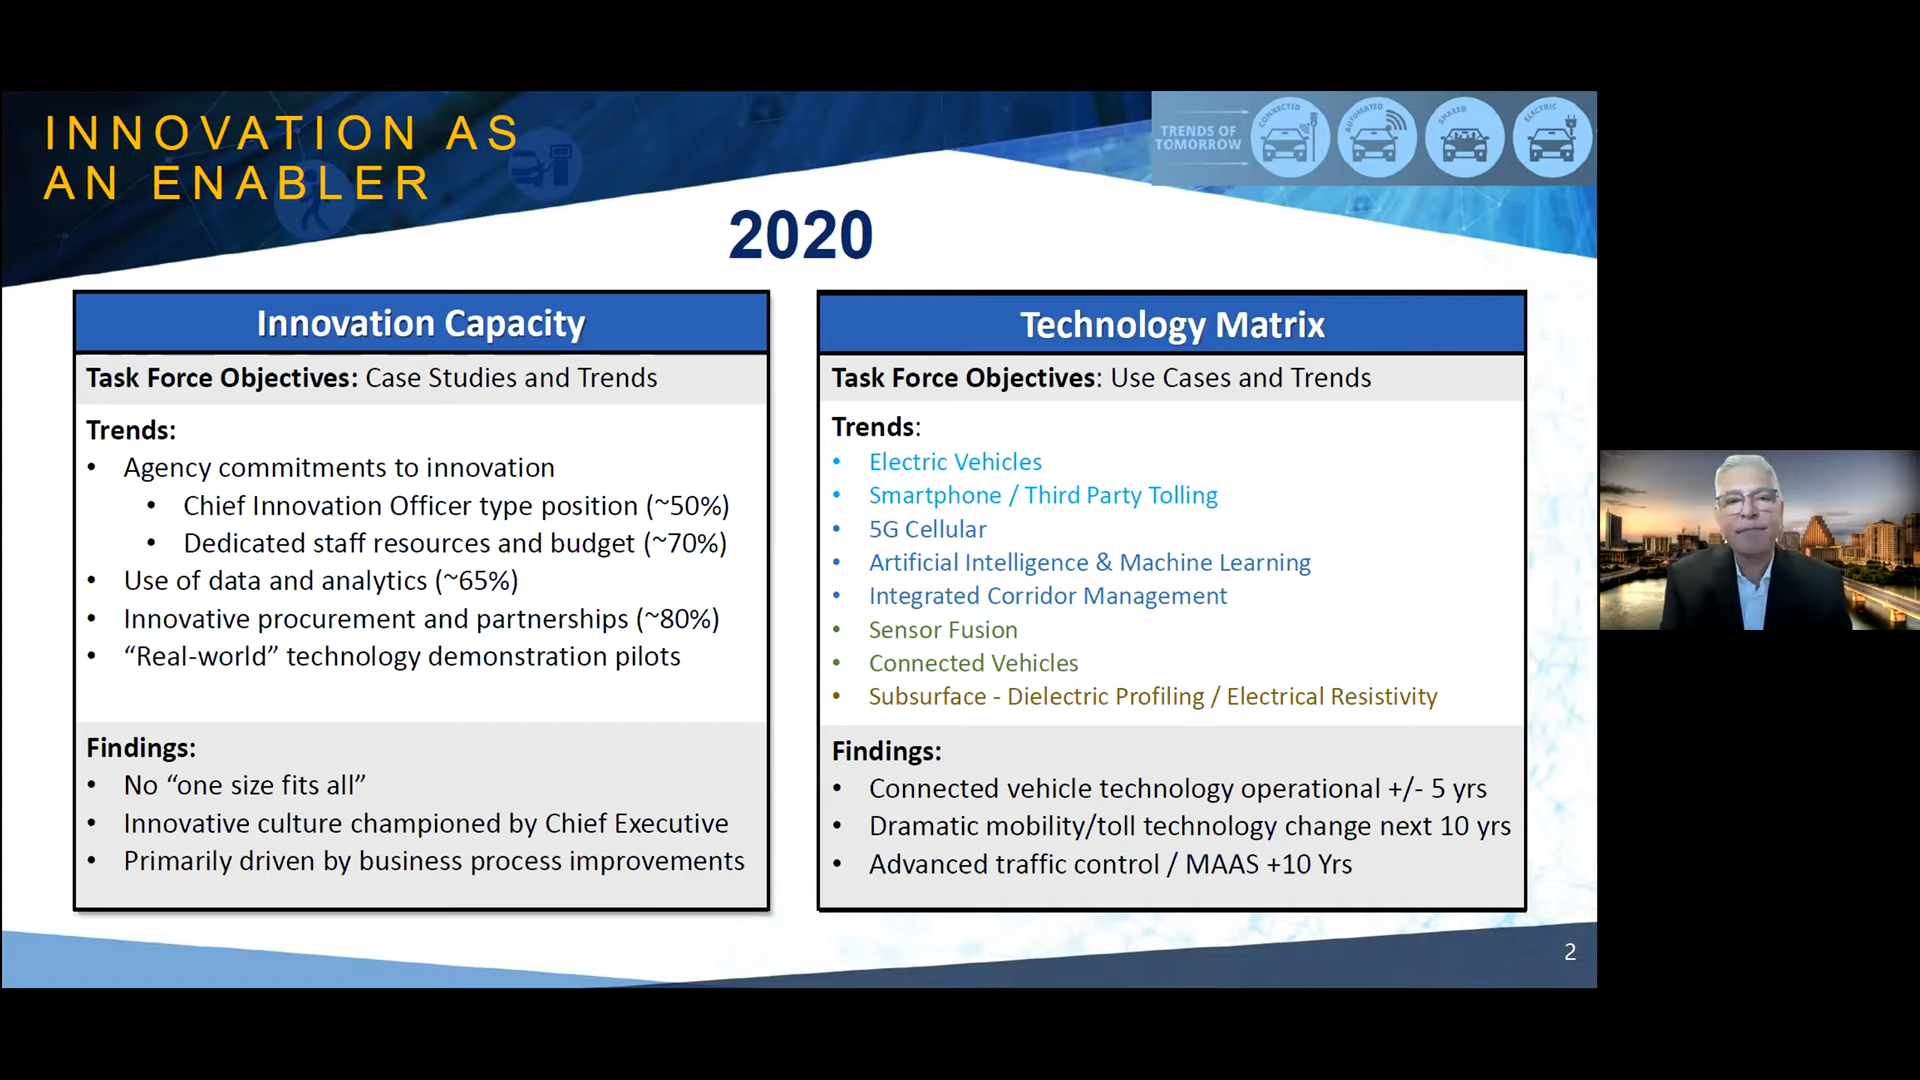 INNOVATION AS
AN ENABLER
TRENDS OF
TOMORROW
CONNECTED
AUTOMATED
SHARED
ELECTRIC
2020
Innovation Capacity
Task Force Objectives: Case Studies and Trends
Trends:
• Agency commitments to innovation
• Chief Innovation Officer type position (~50%)
• Dedicated staff resources and budget (~70%)
• Use of data and analytics (~65%)
• Innovative procurement and partnerships (~80%)
• “Real-world” technology demonstration pilots
Findings:
• No “one size fits all”
• Innovative culture championed by Chief Executive
• Primarily driven by business process improvements
Technology Matrix
Task Force Objectives: Use Cases and Trends
Trends:
• Electric Vehicles
• Smartphone / Third Party Tolling
• 5G Cellular
• Artificial Intelligence & Machine Learning
• Integrated Corridor Management
• Sensor Fusion
• Connected Vehicles
• Subsurface - Dielectric Profiling / Electrical Resistivity
Findings:
• Connected vehicle technology operational +/- 5 yrs
• Dramatic mobility/toll technology change next 10 yrs
• Advanced traffic control / MAAS +10 Yrs
2